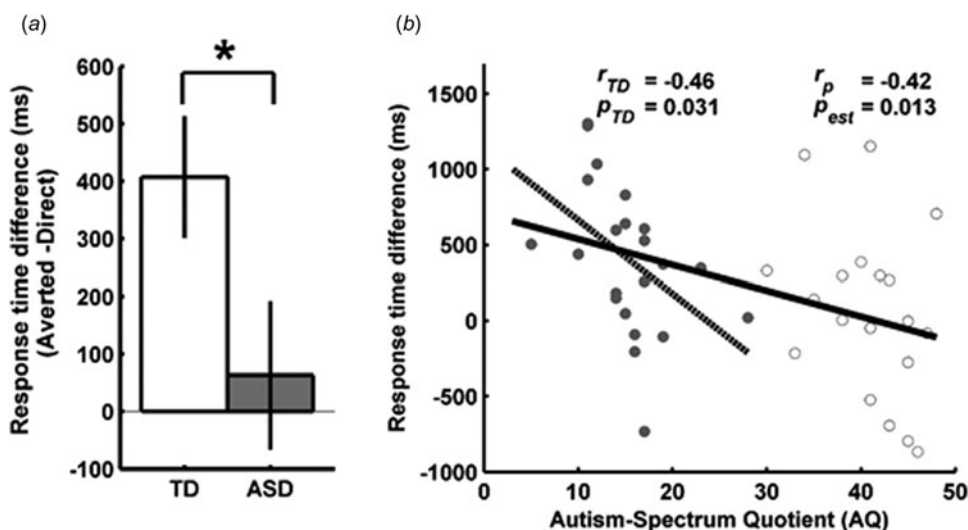 (a)
*
Response time difference (ms)
(Averted -Direct)
600
500
400
300
200
100
0
-100
TD
ASD
(b)
r_TD = -0.46
p_TD = 0.031
r_p = -0.42
p_est = 0.013
Response time difference (ms)
1500
1000
500
0
-500
-1000
0
10
20
30
40
50
Autism-Spectrum Quotient (AQ)